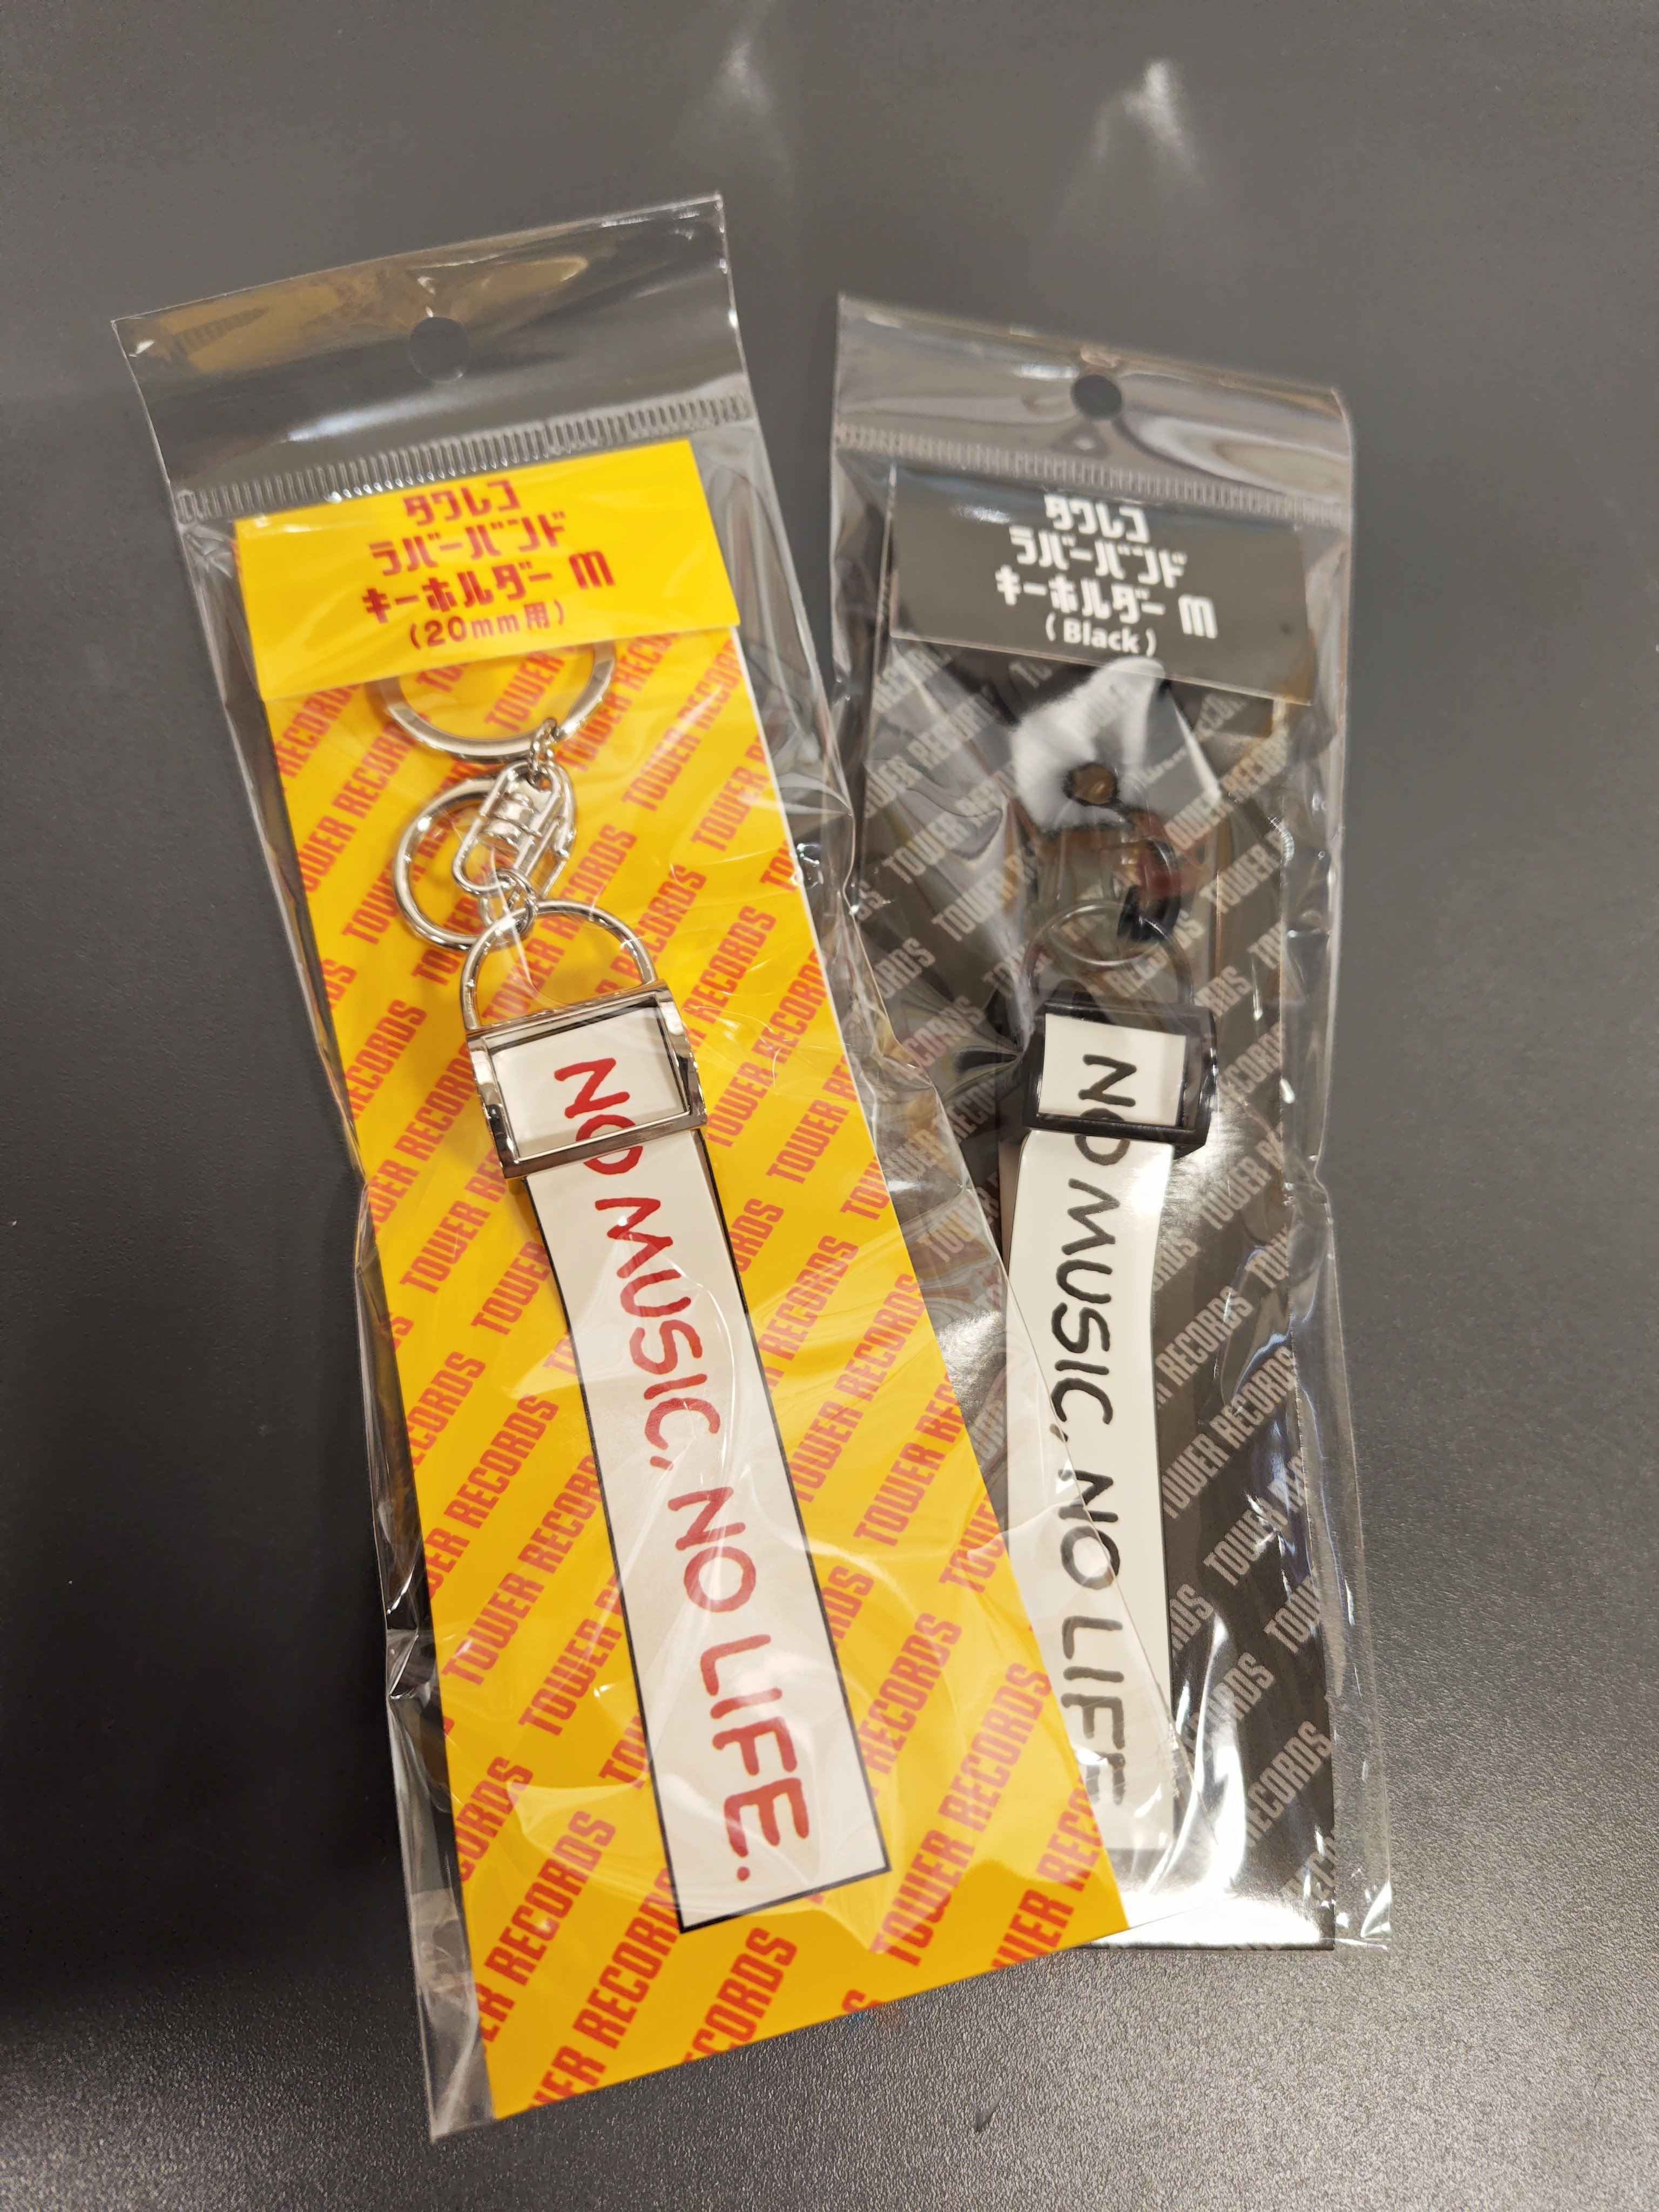 タワレコ
ラバーバンド
キーホルダー M
(20mm用)
NO MUSIC, NO LIFE.
TOWER RECORDS
タワレコ
ラバーバンド
キーホルダー M
(Black)
NO MUSIC, NO LIFE
TOWER RECORDS